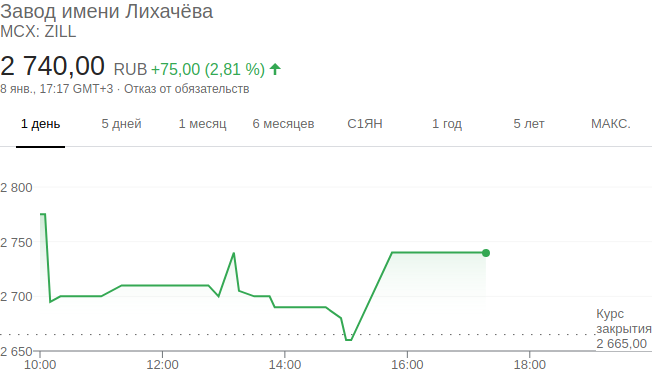 Завод имени Лихачёва
MCX: ZILL
2 740,00 RUB +75,00 (2,81 %)
8 янв., 17:17 GMT+3 · Отказ от обязательств
1 день 5 дней 1 месяц 6 месяцев С1ЯН 1 год 5 лет МАКС.
2 800
2 750
2 700
Курс
закрытия
2 665,00
2 650
10:00 12:00 14:00 16:00 18:00